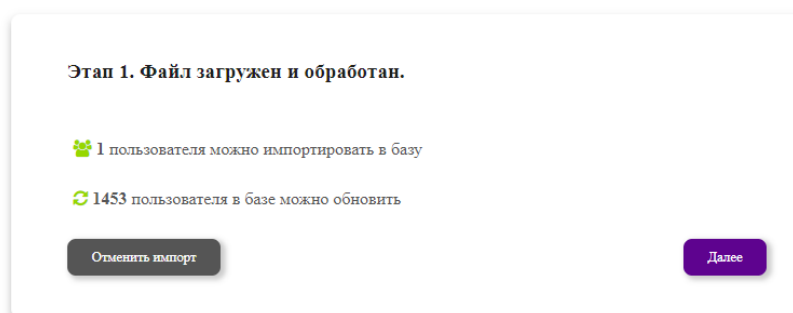 Этап 1. Файл загружен и обработан.
1 пользователя можно импортировать в базу
1453 пользователя в базе можно обновить
Отменить импорт
Далее